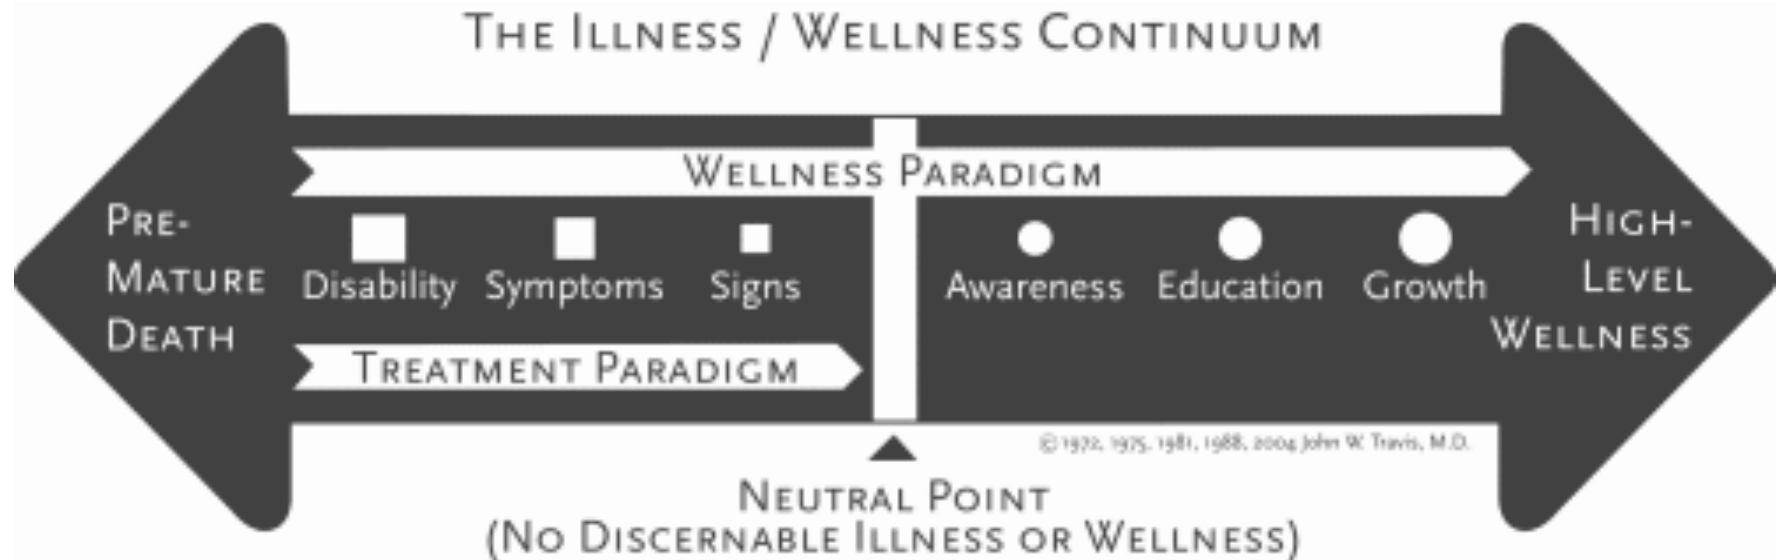 THE ILLNESS / WELLNESS CONTINUUM
WELLNESS PARADIGM
PRE-
MATURE
DEATH
Disability
Symptoms
Signs
Awareness
Education
Growth
HIGH-
LEVEL
WELLNESS
TREATMENT PARADIGM
© 1972, 1975, 1981, 1988, 2004 John W. Travis, M.D.
NEUTRAL POINT
(NO DISCERNABLE ILLNESS OR WELLNESS)